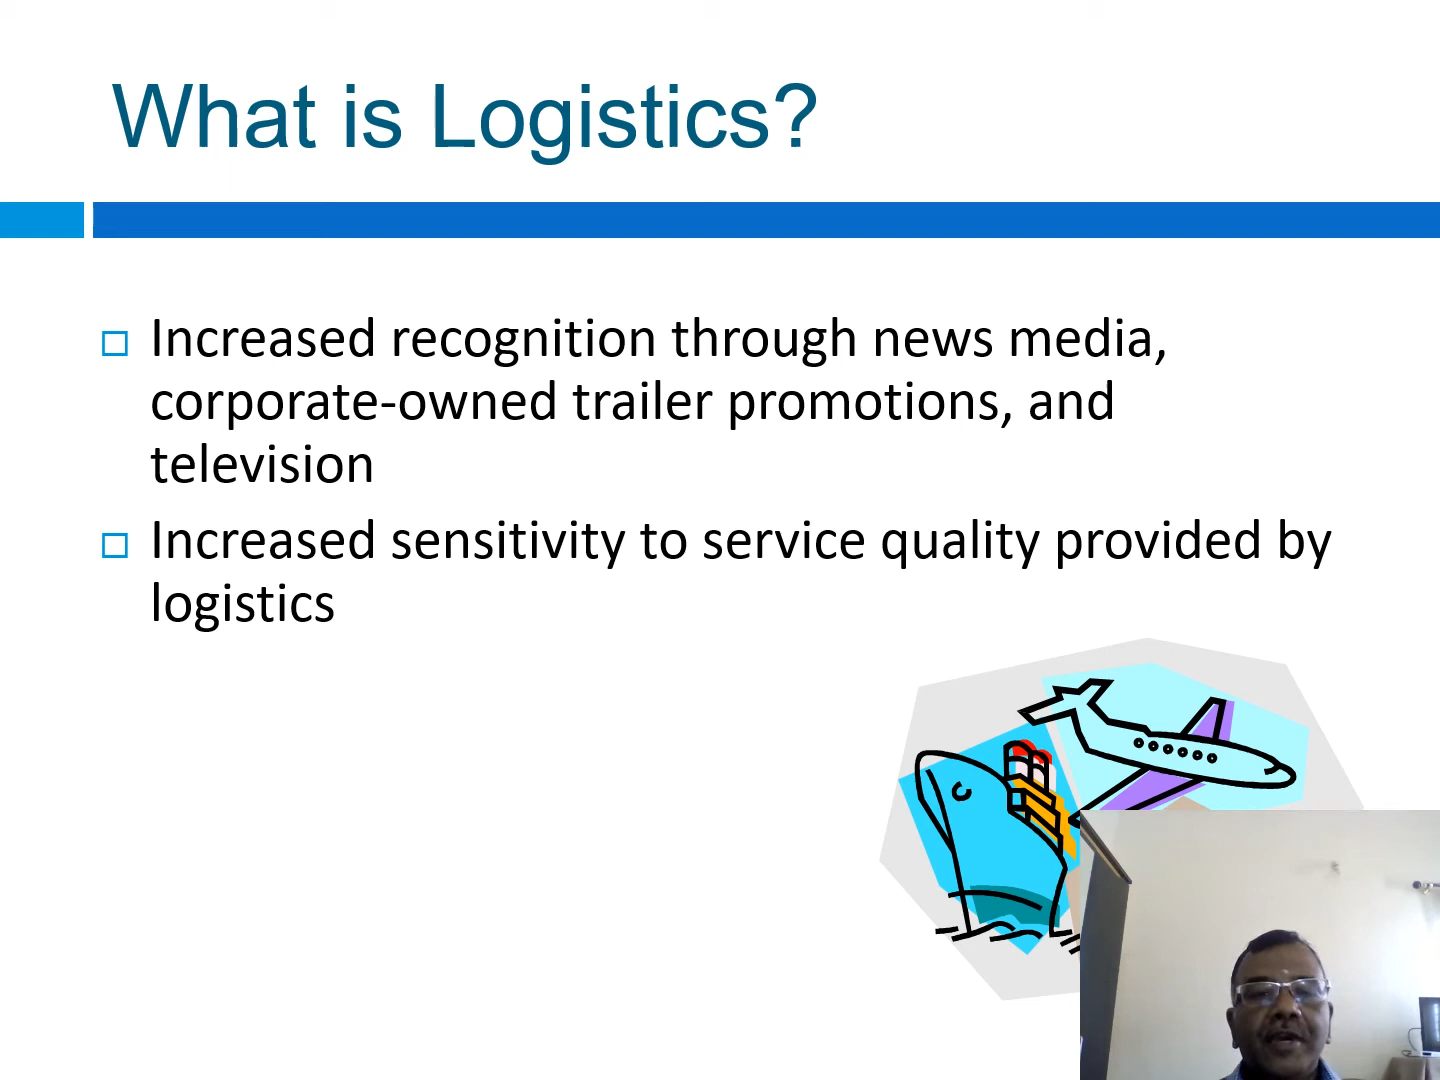 What is Logistics?
Increased recognition through news media,
corporate-owned trailer promotions, and
television
Increased sensitivity to service quality provided by
logistics